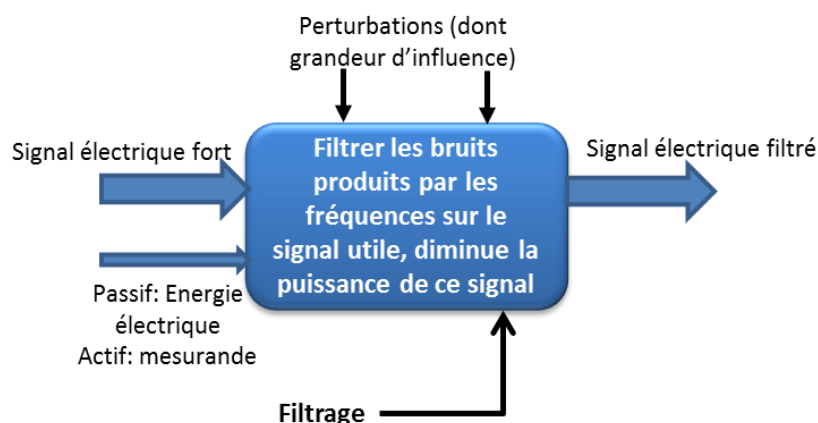 Perturbations (dont
grandeur d'influence)
Signal électrique fort
Filtrer les bruits
produits par les
fréquences sur le
signal utile, diminue la
puissance de ce signal
Signal électrique filtré
Passif: Energie
électrique
Actif: mesurande
Filtrage